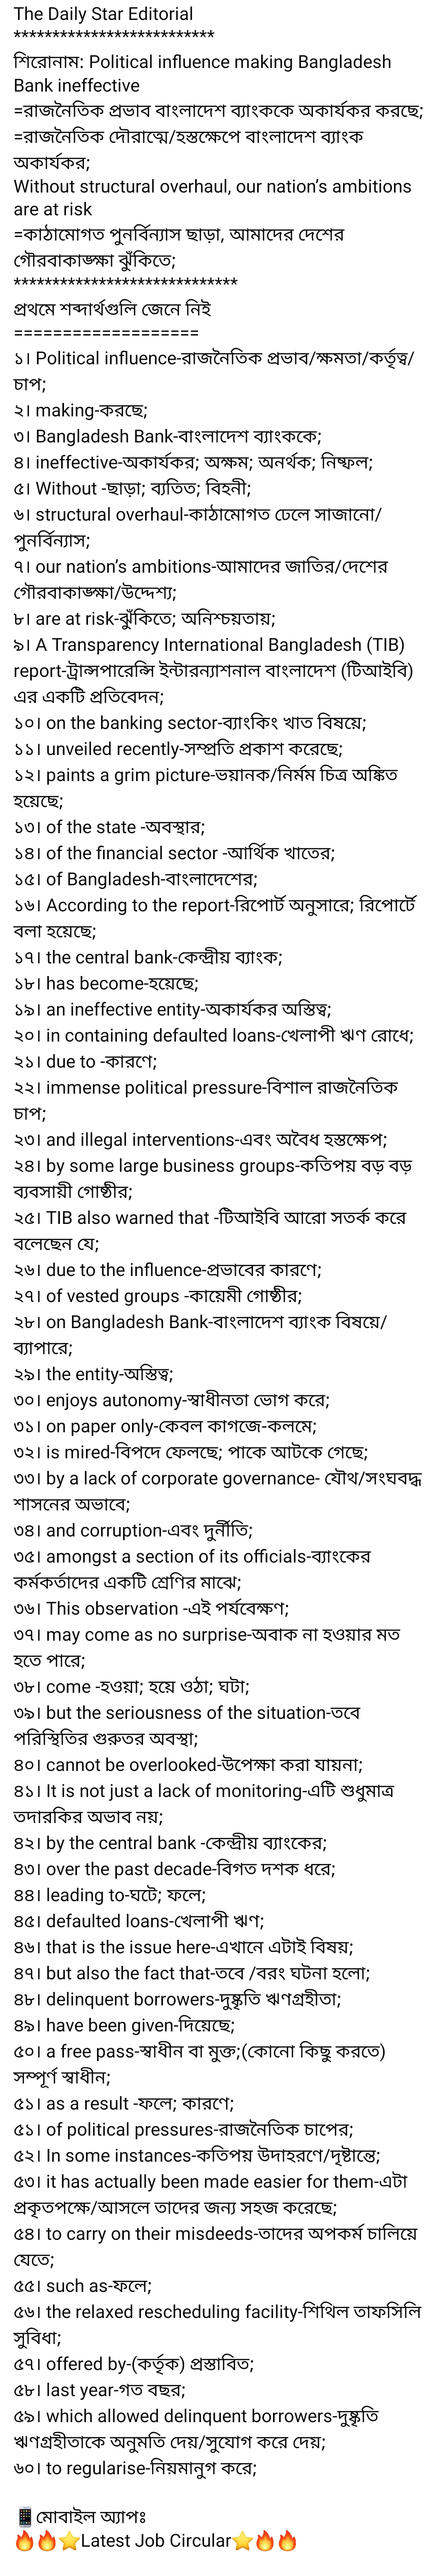 The Daily Star Editorial
**************************
শিরোনাম: Political influence making Bangladesh
Bank ineffective
=রাজনৈতিক প্রভাব বাংলাদেশ ব্যাংককে অকার্যকর করছে;
=রাজনৈতিক দৌরাত্মে/হস্তক্ষেপে বাংলাদেশ ব্যাংক
অকার্যকর;
Without structural overhaul, our nation’s ambitions
are at risk
=কাঠামোগত পুনর্বিন্যাস ছাড়া, আমাদের দেশের
গৌরবাকাঙ্ক্ষা ঝুঁকিতে;
*****************************
প্রথমে শব্দার্থগুলি জেনে নিই
===================
১। Political influence-রাজনৈতিক প্রভাব/ক্ষমতা/কর্তৃত্ব/
চাপ;
২। making-করছে;
৩। Bangladesh Bank-বাংলাদেশ ব্যাংককে;
৪। ineffective-অকার্যকর; অক্ষম; অনর্থক; নিষ্ফল;
৫। Without -ছাড়া; ব্যতিত; বিহনী;
৬। structural overhaul-কাঠামোগত ঢেলে সাজানো/
পুনর্বিন্যাস;
৭। our nation’s ambitions-আমাদের জাতির/দেশের
গৌরবাকাঙ্ক্ষা/উদ্দেশ্য;
৮। are at risk-ঝুঁকিতে; অনিশ্চয়তায়;
৯। A Transparency International Bangladesh (TIB)
report-ট্রান্সপারেন্সি ইন্টারন্যাশনাল বাংলাদেশ (টিআইবি)
এর একটি প্রতিবেদন;
১০। on the banking sector-ব্যাংকিং খাত বিষয়ে;
১১। unveiled recently-সম্প্রতি প্রকাশ করেছে;
১২। paints a grim picture-ভয়ানক/নির্মম চিত্র অঙ্কিত
হয়েছে;
১৩। of the state -অবস্থার;
১৪। of the financial sector -আর্থিক খাতের;
১৫। of Bangladesh-বাংলাদেশের;
১৬। According to the report-রিপোর্ট অনুসারে; রিপোর্টে
বলা হয়েছে;
১৭। the central bank-কেন্দ্রীয় ব্যাংক;
১৮। has become-হয়েছে;
১৯। an ineffective entity-অকার্যকর অস্তিত্ব;
২০। in containing defaulted loans-খেলাপী ঋণ রোধে;
২১। due to -কারণে;
২২। immense political pressure-বিশাল রাজনৈতিক
চাপ;
২৩। and illegal interventions-এবং অবৈধ হস্তক্ষেপ;
২৪। by some large business groups-কতিপয় বড় বড়
ব্যবসায়ী গোষ্ঠীর;
২৫। TIB also warned that -টিআইবি আরো সতর্ক করে
বলেছেন যে;
২৬। due to the influence-প্রভাবের কারণে;
২৭। of vested groups -কায়েমী গোষ্ঠীর;
২৮। on Bangladesh Bank-বাংলাদেশ ব্যাংক বিষয়ে/
ব্যাপারে;
২৯। the entity-অস্তিত্ব;
৩০। enjoys autonomy-স্বাধীনতা ভোগ করে;
৩১। on paper only-কেবল কাগজে-কলমে;
৩২। is mired-বিপদে ফেলছে; পাকে আটকে গেছে;
৩৩। by a lack of corporate governance- যৌথ/সংঘবদ্ধ
শাসনের অভাবে;
৩৪। and corruption-এবং দুর্নীতি;
৩৫। amongst a section of its officials-ব্যাংকের
কর্মকর্তাদের একটি শ্রেণির মাঝে;
৩৬। This observation -এই পর্যবেক্ষণ;
৩৭। may come as no surprise-অবাক না হওয়ার মত
হতে পারে;
৩৮। come -হওয়া; হয়ে ওঠা; ঘটা;
৩৯। but the seriousness of the situation-তবে
পরিস্থিতির গুরুতর অবস্থা;
৪০। cannot be overlooked-উপেক্ষা করা যায়না;
৪১। It is not just a lack of monitoring-এটি শুধুমাত্র
তদারকির অভাব নয়;
৪২। by the central bank -কেন্দ্রীয় ব্যাংকের;
৪৩। over the past decade-বিগত দশক ধরে;
৪৪। leading to-ঘটে; ফলে;
৪৫। defaulted loans-খেলাপী ঋণ;
৪৬। that is the issue here-এখানে এটাই বিষয়;
৪৭। but also the fact that-তবে /বরং ঘটনা হলো;
৪৮। delinquent borrowers-দুষ্কৃতি ঋণগ্রহীতা;
৪৯। have been given-দিয়েছে;
৫০। a free pass-স্বাধীন বা মুক্ত;(কোনো কিছু করতে)
সম্পূর্ণ স্বাধীন;
৫১। as a result -ফলে; কারণে;
৫১। of political pressures-রাজনৈতিক চাপের;
৫২। In some instances-কতিপয় উদাহরণে/দৃষ্টান্তে;
৫৩। it has actually been made easier for them-এটা
প্রকৃতপক্ষে/আসলে তাদের জন্য সহজ করেছে;
৫৪। to carry on their misdeeds-তাদের অপকর্ম চালিয়ে
যেতে;
৫৫। such as-ফলে;
৫৬। the relaxed rescheduling facility-শিথিল তাফসিলি
সুবিধা;
৫৭। offered by-(কর্তৃক) প্রস্তাবিত;
৫৮। last year-গত বছর;
৫৯। which allowed delinquent borrowers-দুষ্কৃতি
ঋণগ্রহীতাকে অনুমতি দেয়/সুযোগ করে দেয়;
৬০। to regularise-নিয়মানুগ করে;
📱মোবাইল অ্যাপঃ
🔥🔥⭐Latest Job Circular⭐🔥🔥